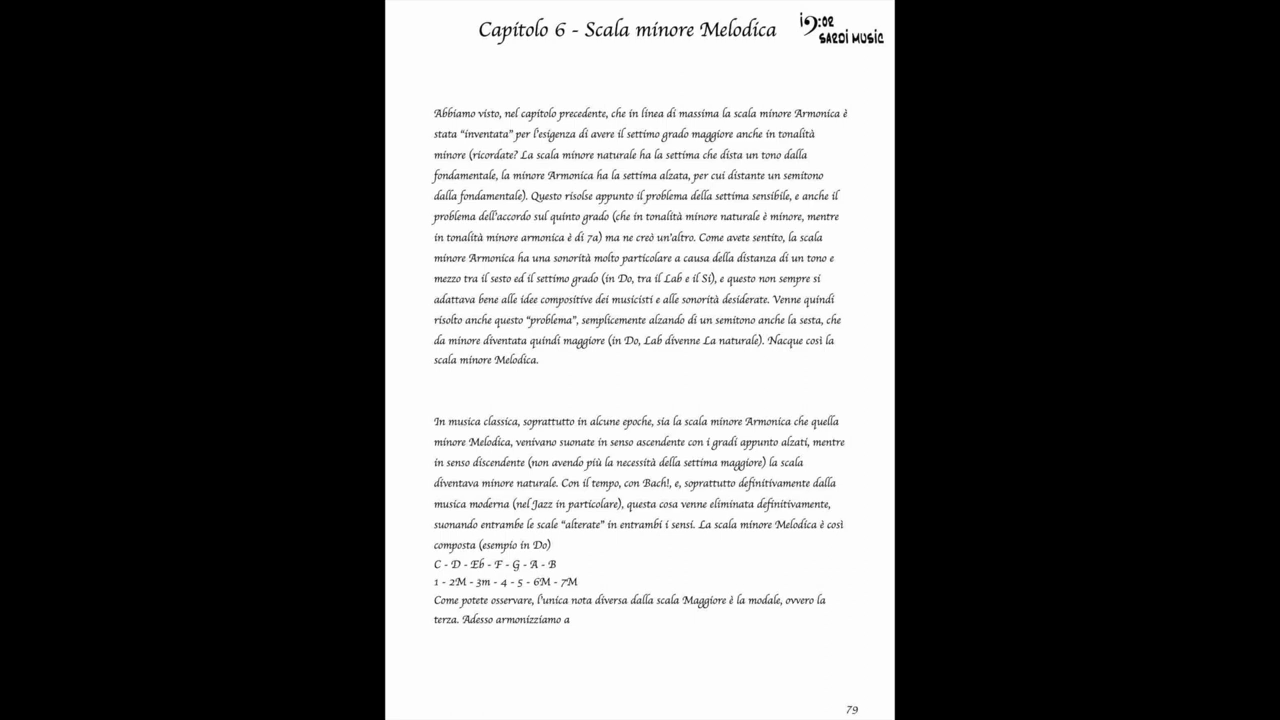 Capitolo 6 - Scala minore Melodica
iGOR
SARDI MUSIC
Abbiamo visto, nel capitolo precedente, che in linea di massima la scala minore Armonica è
stata “inventata” per l'esigenza di avere il settimo grado maggiore anche in tonalità
minore (ricordate? La scala minore naturale ha la settima che dista un tono dalla
fondamentale, la minore Armonica ha la settima alzata, per cui distante un semitono
dalla fondamentale). Questo risolse appunto il problema della settima sensibile, e anche il
problema dell'accordo sul quinto grado (che in tonalità minore naturale è minore, mentre
in tonalità minore armonica è di 7a) ma ne creò un'altro. Come avete sentito, la scala
minore Armonica ha una sonorità molto particolare a causa della distanza di un tono e
mezzo tra il sesto ed il settimo grado (in Do, tra il Lab e il Si), e questo non sempre si
adattava bene alle idee compositive dei musicisti e alle sonorità desiderate. Venne quindi
risolto anche questo “problema”, semplicemente alzando di un semitono anche la sesta, che
da minore diventata quindi maggiore (in Do, Lab divenne La naturale). Nacque così la
scala minore Melodica.
In musica classica, soprattutto in alcune epoche, sia la scala minore Armonica che quella
minore Melodica, venivano suonate in senso ascendente con i gradi appunto alzati, mentre
in senso discendente (non avendo più la necessità della settima maggiore) la scala
diventava minore naturale. Con il tempo, con Bach!, e, soprattutto definitivamente dalla
musica moderna (nel Jazz in particolare), questa cosa venne eliminata definitivamente,
suonando entrambe le scale “alterate” in entrambi i sensi. La scala minore Melodica è così
composta (esempio in Do)
C - D - Eb - F - G - A - B
1 - 2M - 3m - 4 - 5 - 6M - 7M
Come potete osservare, l'unica nota diversa dalla scala Maggiore è la modale, ovvero la
terza. Adesso armonizziamo a
79